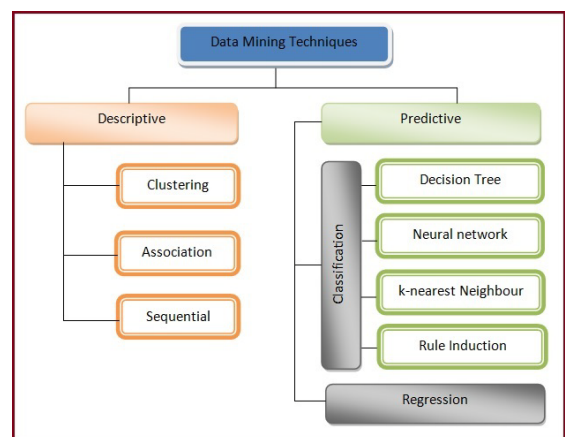 Data Mining Techniques
Descriptive
Clustering
Association
Sequential
Predictive
Classification
Decision Tree
Neural network
k-nearest Neighbour
Rule Induction
Regression